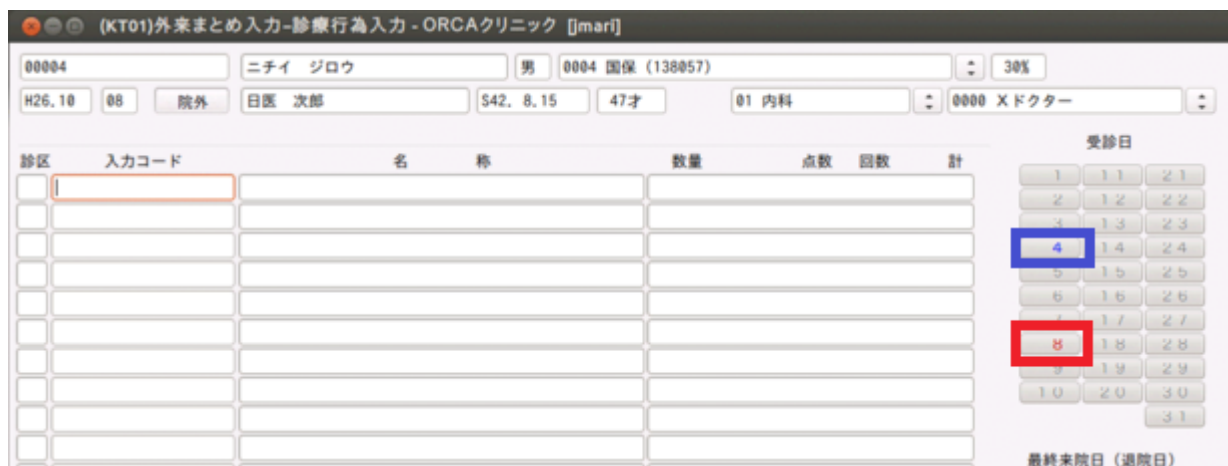 (KT01)外来まとめ入力−診療行為入力 - ORCAクリニック [jmari]
00004 ニチイ ジロウ 男 0004 国保 (138057) 30%
H26.10 08 院外 日医 次郎 S42. 8.15 47才 01 内科 0000 Xドクター
受診日
診区 入力コード 名 称 数量 点数 回数 計
1 11 21
2 12 22
3 13 23
4 14 24
5 15 25
6 16 26
7 17 27
8 18 28
9 19 29
10 20 30
31
最終来院日(退院日)